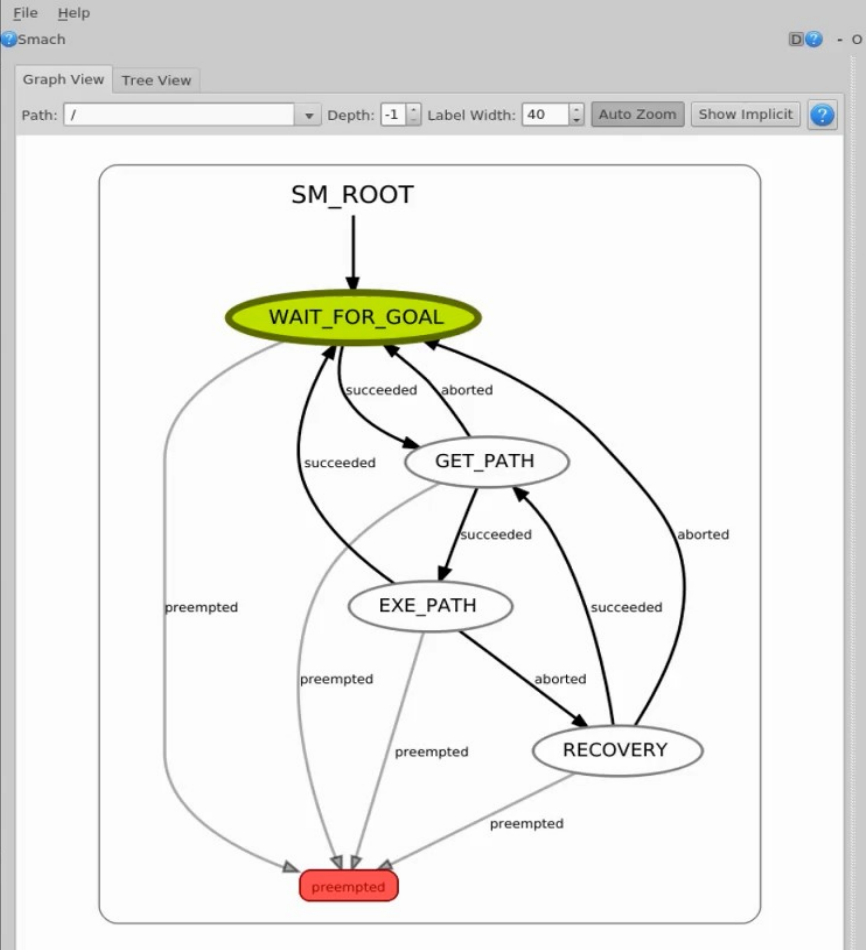 File Help
Smach D - O
Graph View Tree View
Path: / Depth: -1 Label Width: 40 Auto Zoom Show Implicit ?
SM_ROOT
WAIT_FOR_GOAL
succeeded aborted
GET_PATH
succeeded
succeeded aborted
EXE_PATH
preempted succeeded
preempted aborted
RECOVERY
preempted
preempted
preempted